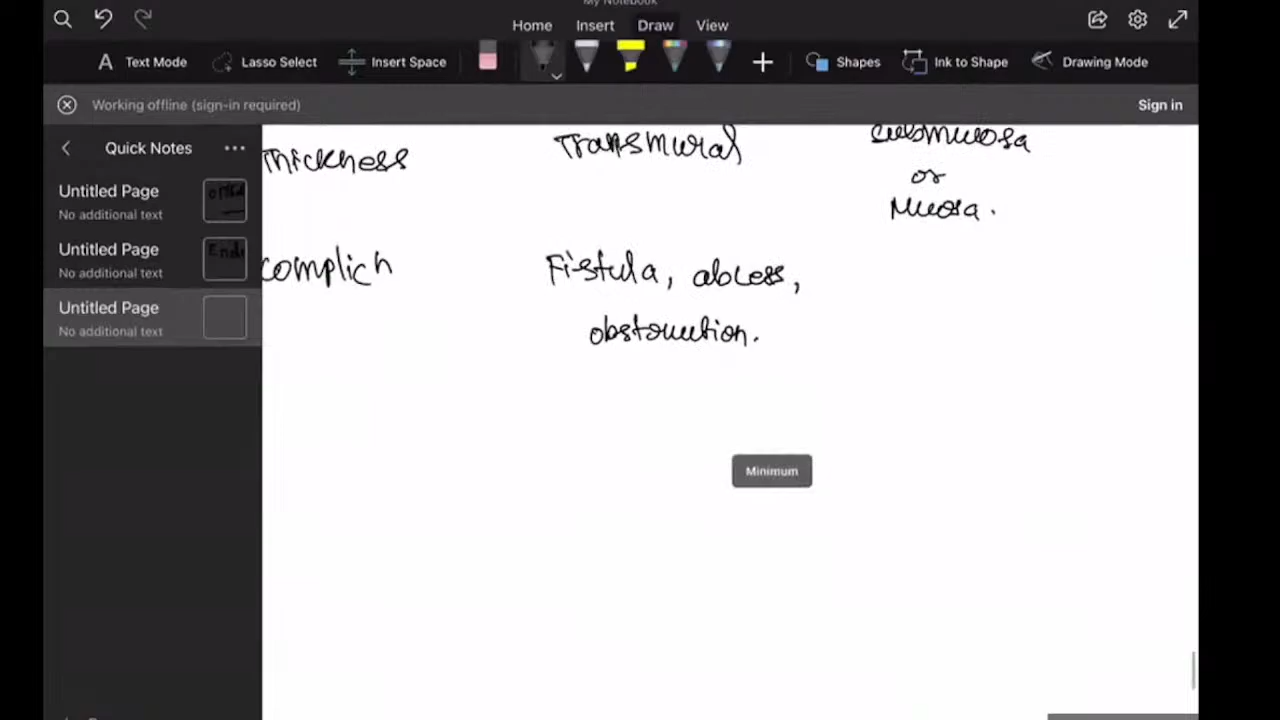 My Notebook
Home Insert Draw View
Text Mode Lasso Select Insert Space Shapes Ink to Shape Drawing Mode
Working offline (sign-in required) Sign in
Quick Notes
Untitled Page
No additional text
Untitled Page
No additional text
Untitled Page
No additional text
Thickness Transmural submuosa
or
Mucosa.
complicn Fistula, abcess,
obstruction.
Minimum